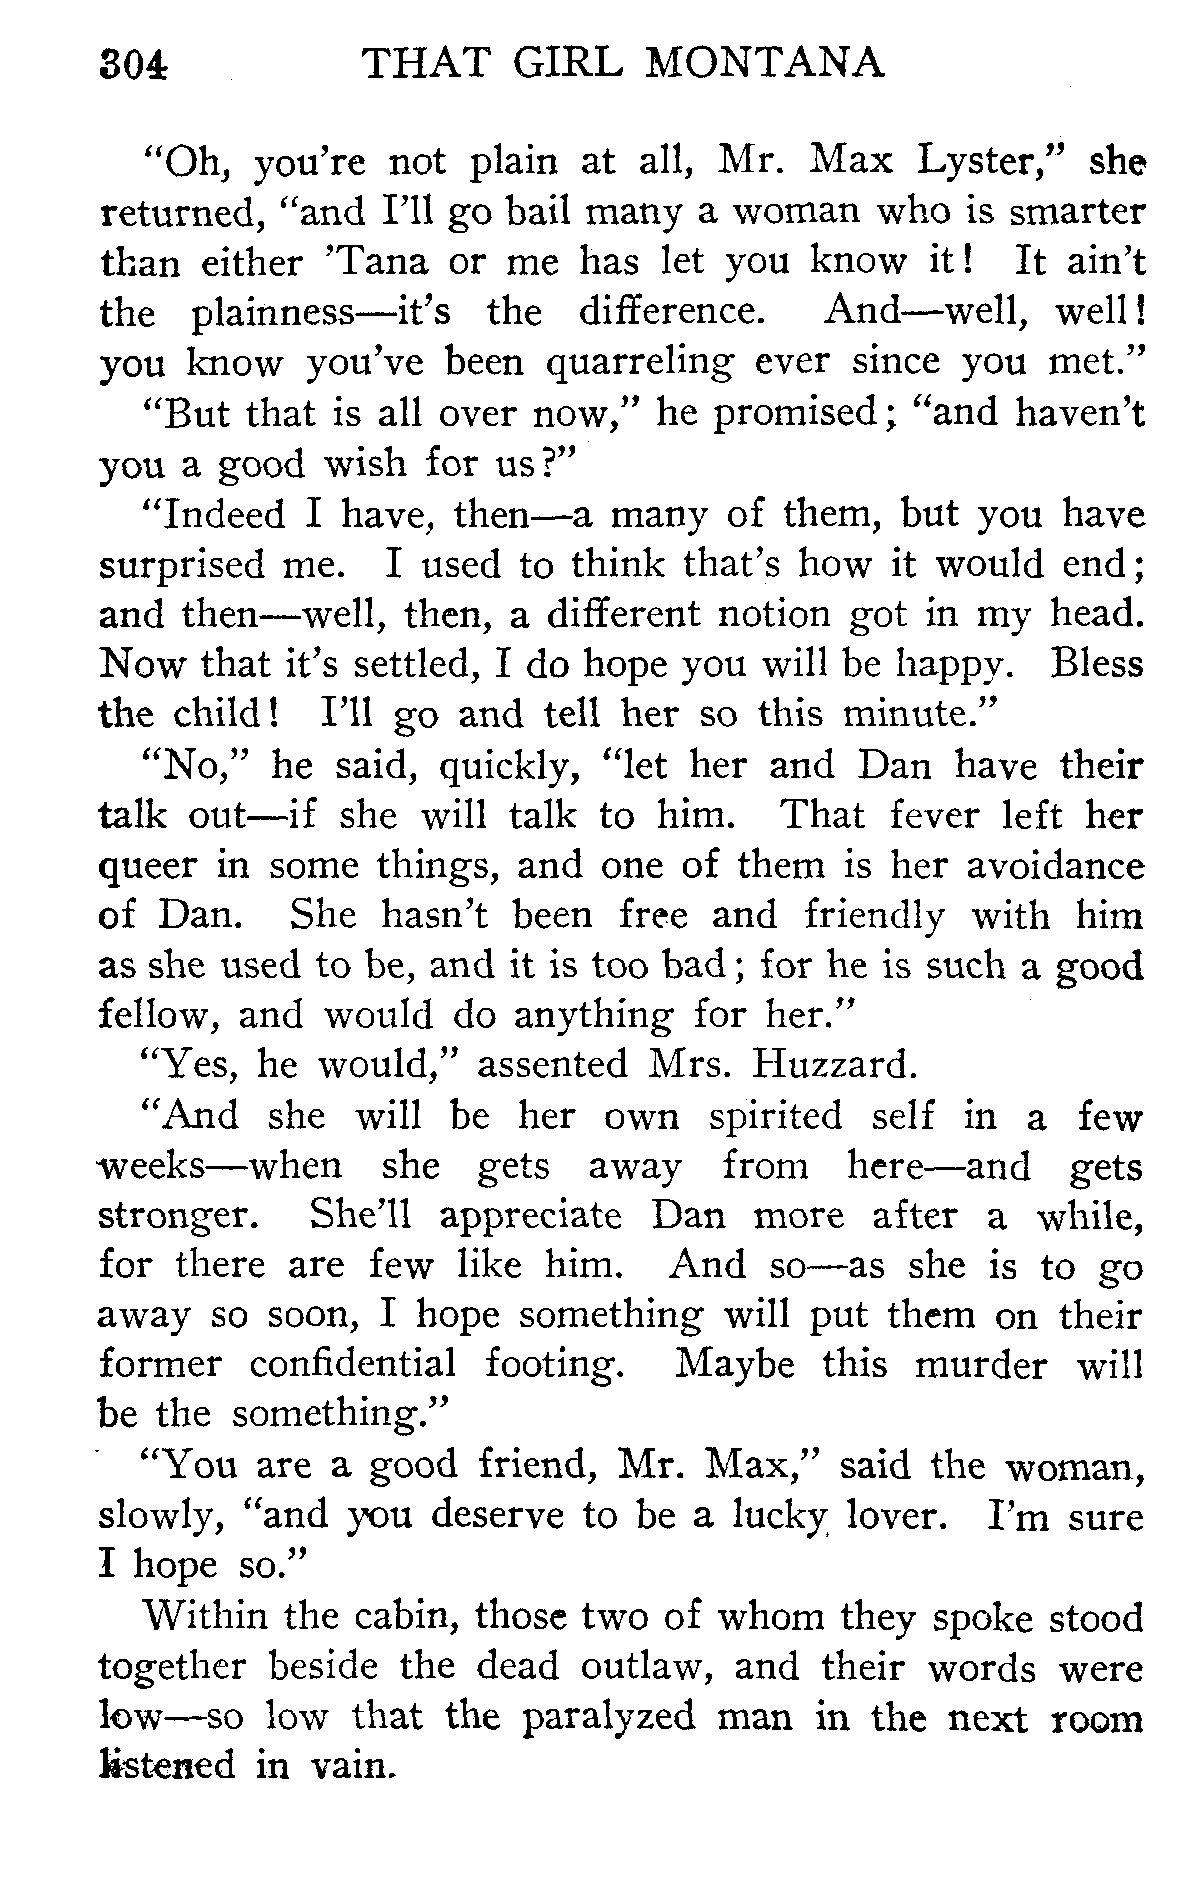 304 THAT GIRL MONTANA
“Oh, you’re not plain at all, Mr. Max Lyster,” she
returned, “and I’ll go bail many a woman who is smarter
than either ’Tana or me has let you know it! It ain’t
the plainness—it’s the difference. And—well, well!
you know you’ve been quarreling ever since you met.”
“But that is all over now,” he promised; “and haven’t
you a good wish for us?”
“Indeed I have, then—a many of them, but you have
surprised me. I used to think that’s how it would end;
and then—well, then, a different notion got in my head.
Now that it’s settled, I do hope you will be happy. Bless
the child! I’ll go and tell her so this minute.”
“No,” he said, quickly, “let her and Dan have their
talk out—if she will talk to him. That fever left her
queer in some things, and one of them is her avoidance
of Dan. She hasn’t been free and friendly with him
as she used to be, and it is too bad; for he is such a good
fellow, and would do anything for her.”
“Yes, he would,” assented Mrs. Huzzard.
“And she will be her own spirited self in a few
weeks—when she gets away from here—and gets
stronger. She’ll appreciate Dan more after a while,
for there are few like him. And so—as she is to go
away so soon, I hope something will put them on their
former confidential footing. Maybe this murder will
be the something.”
“You are a good friend, Mr. Max,” said the woman,
slowly, “and you deserve to be a lucky lover. I’m sure
I hope so.”
Within the cabin, those two of whom they spoke stood
together beside the dead outlaw, and their words were
low—so low that the paralyzed man in the next room
listened in vain.